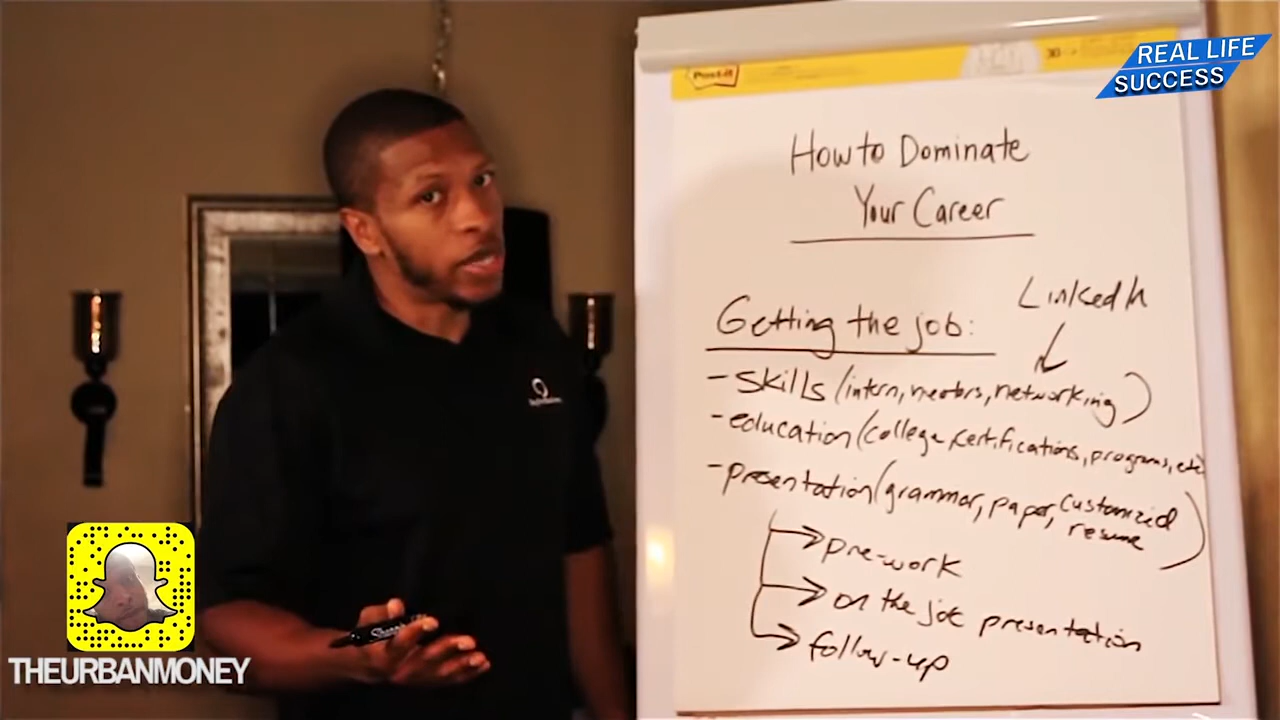 Post-it
REAL LIFE
SUCCESS
How to Dominate
Your Career
LinkedIn
Getting the job:
- skills (intern, mentors, networking)
- education (college, certifications, programs, etc)
- presentation (grammar, paper, customized
resume)
pre-work
on the job presentation
follow-up
Sharpie
THEURBANMONEY